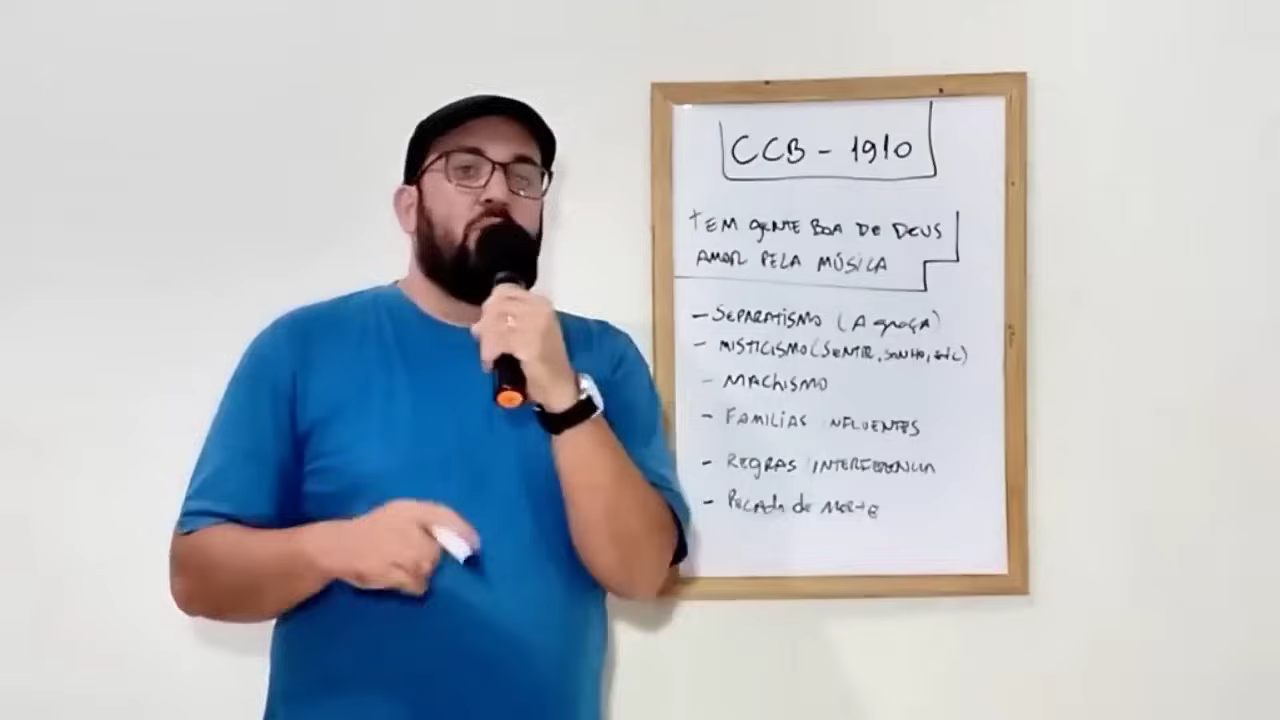 CCB - 1910
TEM GENTE BOA DE DEUS
AMOR PELA MÚSICA
- SEPARATISMO (A graça)
- MISTICISMO (SENTIR, SONHO, etc)
- MACHISMO
- FAMILIAS INFLUENTES
- REGRAS INTERFERENCIA
- Pecado de morte